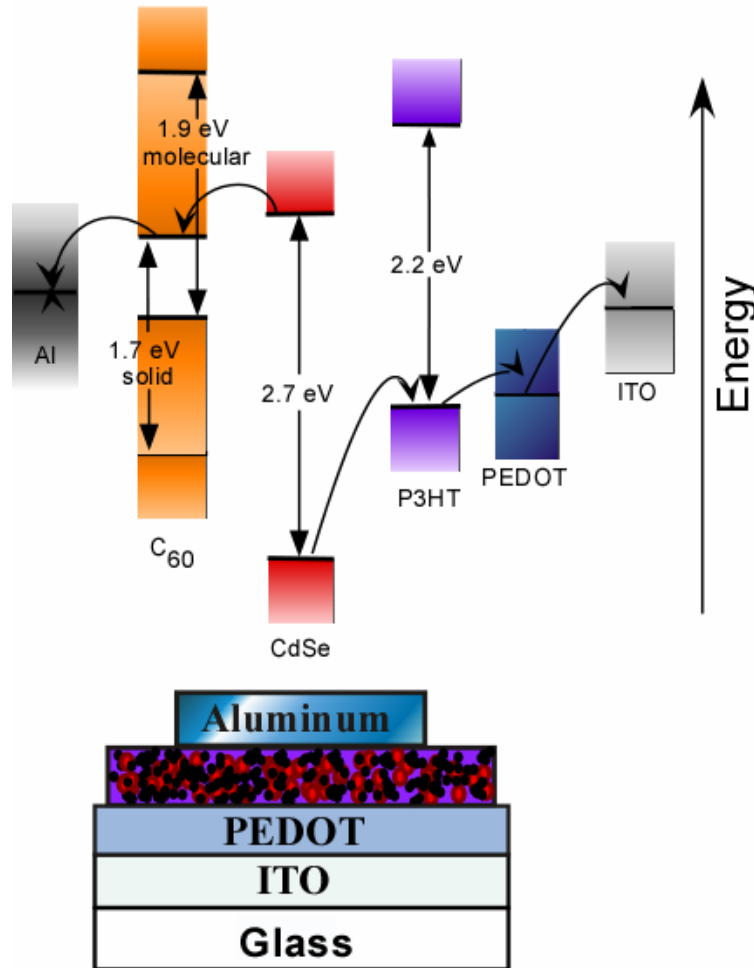 1.9 eV
molecular
2.2 eV
Al
1.7 eV
solid
2.7 eV
ITO
Energy
P3HT
PEDOT
C60
CdSe
Aluminum
PEDOT
ITO
Glass